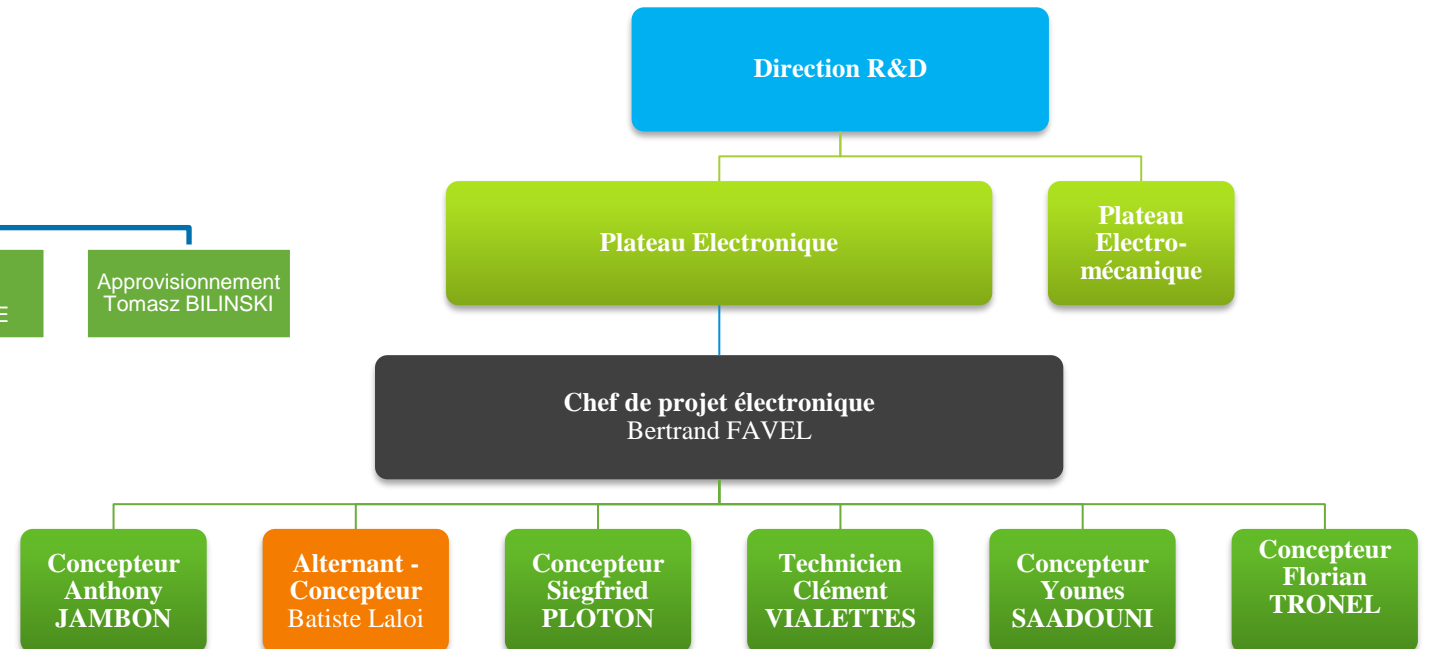 Direction R&D
Plateau Electronique
Plateau
Electro-
mécanique
E
Approvisionnement
Tomasz BILINSKI
Chef de projet électronique
Bertrand FAVEL
Concepteur
Anthony
JAMBON
Alternant -
Concepteur
Batiste Laloi
Concepteur
Siegfried
PLOTON
Technicien
Clément
VIALETTES
Concepteur
Younes
SAADOUNI
Concepteur
Florian
TRONEL